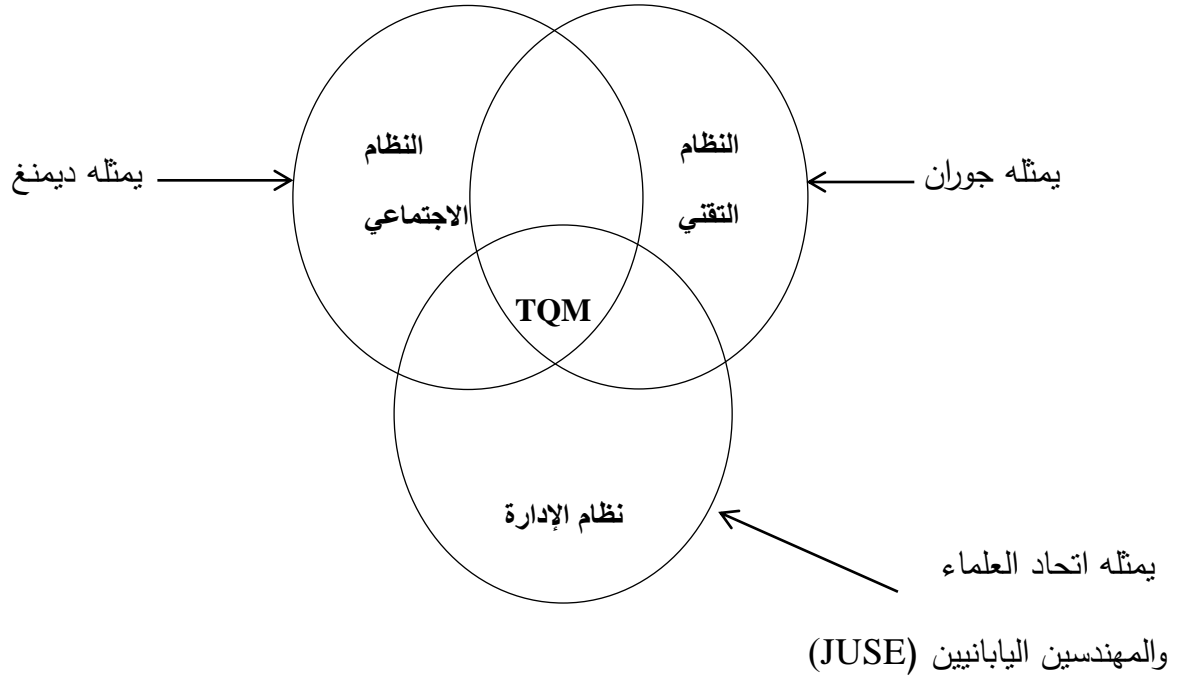 النظام
التقني
النظام
الاجتماعي
يمثله جوران
يمثله ديمنغ
TQM
نظام الإدارة
يمثله اتحاد العلماء
والمهندسين اليابانيين (JUSE)